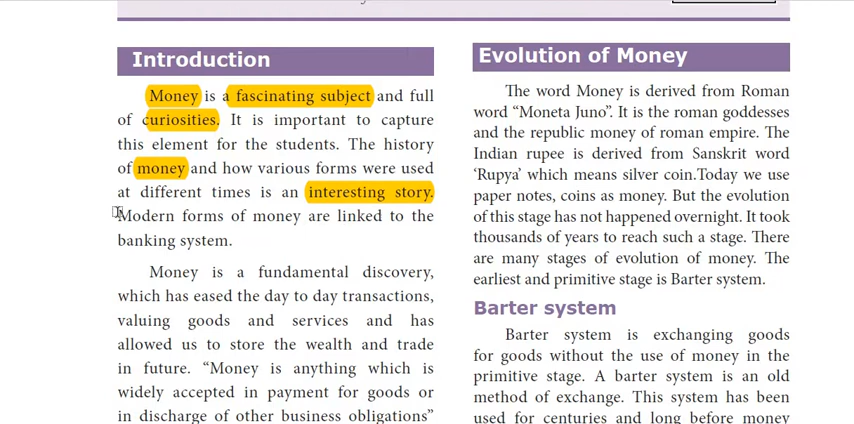 Introduction
Money is a fascinating subject and full
of curiosities. It is important to capture
this element for the students. The history
of money and how various forms were used
at different times is an interesting story.
Modern forms of money are linked to the
banking system.
Money is a fundamental discovery,
which has eased the day to day transactions,
valuing goods and services and has
allowed us to store the wealth and trade
in future. “Money is anything which is
widely accepted in payment for goods or
in discharge of other business obligations”
Evolution of Money
The word Money is derived from Roman
word “Moneta Juno”. It is the roman goddesses
and the republic money of roman empire. The
Indian rupee is derived from Sanskrit word
‘Rupya’ which means silver coin.Today we use
paper notes, coins as money. But the evolution
of this stage has not happened overnight. It took
thousands of years to reach such a stage. There
are many stages of evolution of money. The
earliest and primitive stage is Barter system.
Barter system
Barter system is exchanging goods
for goods without the use of money in the
primitive stage. A barter system is an old
method of exchange. This system has been
used for centuries and long before money